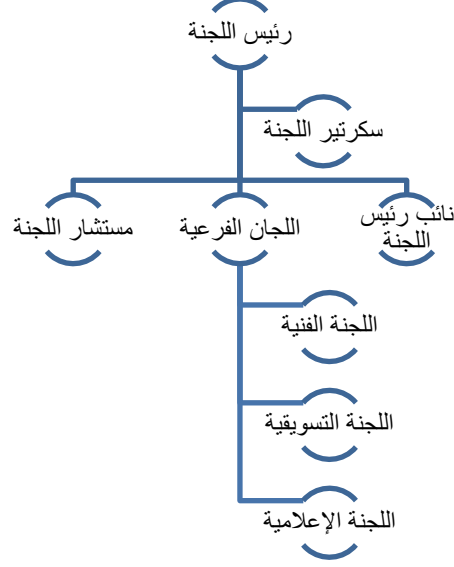 رئيس اللجنة
سكرتير اللجنة
نائب رئيس
اللجنة
اللجان الفرعية
مستشار اللجنة
اللجنة الفنية
اللجنة التسويقية
اللجنة الإعلامية